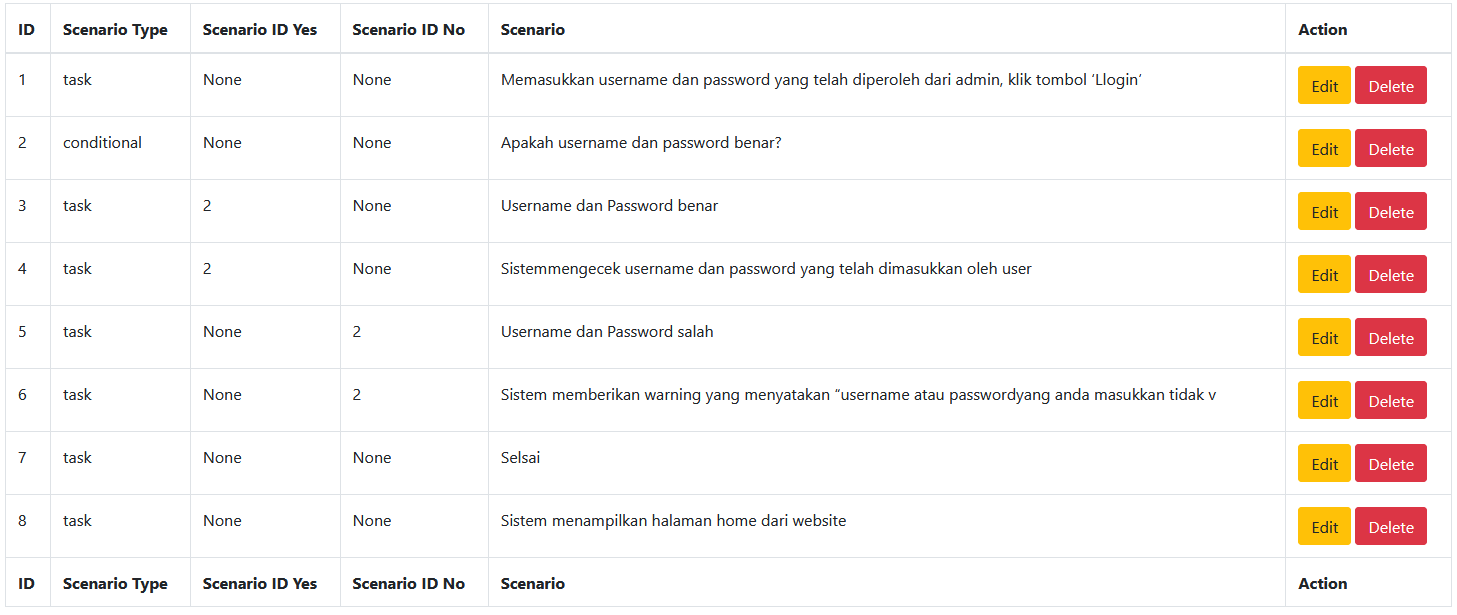 ID Scenario Type Scenario ID Yes Scenario ID No Scenario Action
1 task None None Memasukkan username dan password yang telah diperoleh dari admin, klik tombol ‘Llogin’ Edit Delete
2 conditional None None Apakah username dan password benar? Edit Delete
3 task 2 None Username dan Password benar Edit Delete
4 task 2 None Sistemmengecek username dan password yang telah dimasukkan oleh user Edit Delete
5 task None 2 Username dan Password salah Edit Delete
6 task None 2 Sistem memberikan warning yang menyatakan “username atau passwordyang anda masukkan tidak v Edit Delete
7 task None None Selsai Edit Delete
8 task None None Sistem menampilkan halaman home dari website Edit Delete
ID Scenario Type Scenario ID Yes Scenario ID No Scenario Action